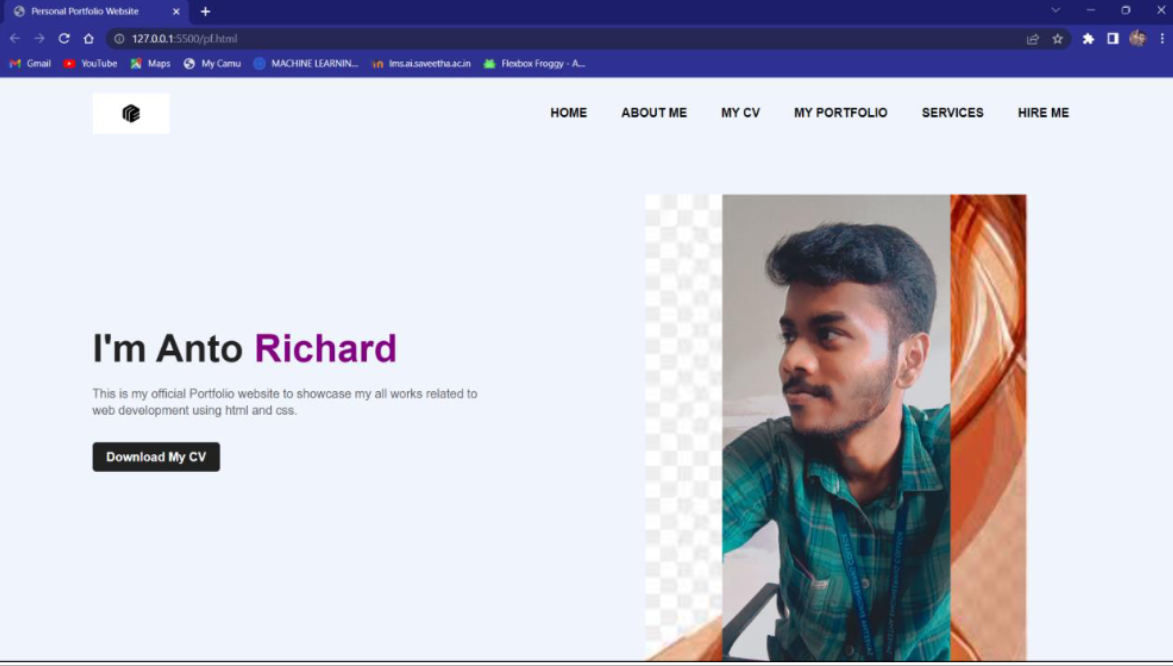 Personal Portfolio Website
127.0.0.1:5500/pf.html
Gmail YouTube Maps My Camu MACHINE LEARNIN... lms.ai.saveetha.ac.in Flexbox Froggy - A...
HOME ABOUT ME MY CV MY PORTFOLIO SERVICES HIRE ME
I'm Anto Richard
This is my official Portfolio website to showcase my all works related to
web development using html and css.
Download My CV